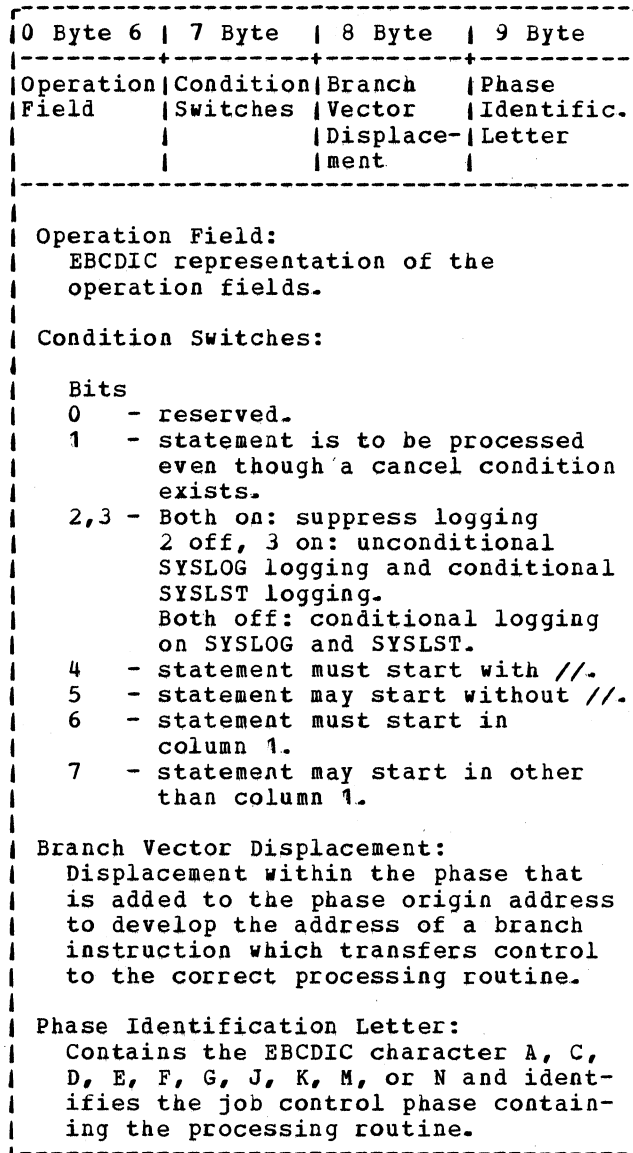 |0 Byte 6 | 7 Byte | 8 Byte | 9 Byte
|Operation|Condition|Branch |Phase
|Field |Switches |Vector |Identific.
| | |Displace-|Letter
| | |ment |
Operation Field:
EBCDIC representation of the
operation fields.
Condition Switches:
Bits
0 - reserved.
1 - statement is to be processed
even though a cancel condition
exists.
2,3 - Both on: suppress logging
2 off, 3 on: unconditional
SYSLOG logging and conditional
SYSLST logging.
Both off: conditional logging
on SYSLOG and SYSLST.
4 - statement must start with //.
5 - statement may start without //.
6 - statement must start in
column 1.
7 - statement may start in other
than column 1.
Branch Vector Displacement:
Displacement within the phase that
is added to the phase origin address
to develop the address of a branch
instruction which transfers control
to the correct processing routine.
Phase Identification Letter:
Contains the EBCDIC character A, C,
D, E, F, G, J, K, M, or N and ident-
ifies the job control phase contain-
ing the processing routine.